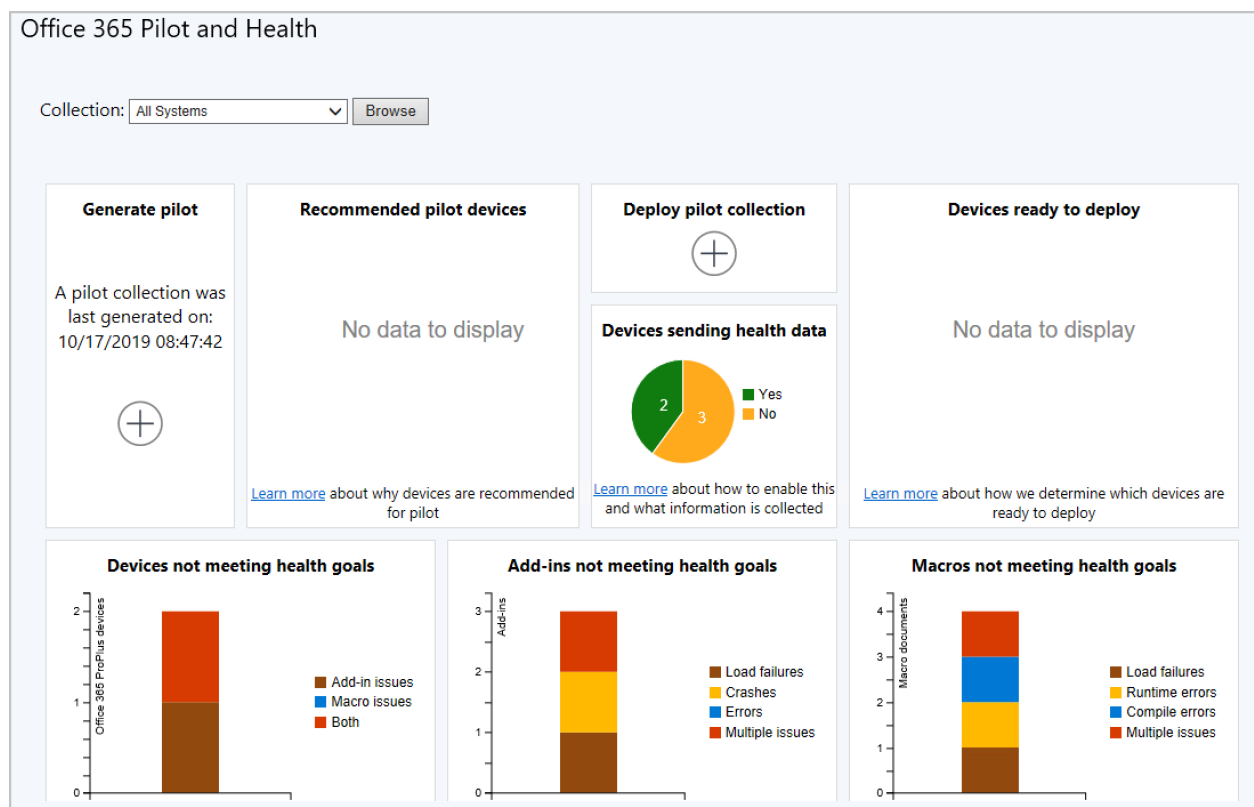 Office 365 Pilot and Health
Collection: All Systems Browse
Generate pilot
A pilot collection was
last generated on:
10/17/2019 08:47:42
Recommended pilot devices
No data to display
Learn more about why devices are recommended
for pilot
Deploy pilot collection
Devices sending health data
2
3
Yes
No
Learn more about how to enable this
and what information is collected
Devices ready to deploy
No data to display
Learn more about how we determine which devices are
ready to deploy
Devices not meeting health goals
2
1
0
Office 365 ProPlus devices
Add-in issues
Macro issues
Both
Add-ins not meeting health goals
3
2
1
0
Add-ins
Load failures
Crashes
Errors
Multiple issues
Macros not meeting health goals
4
3
2
1
0
Macro documents
Load failures
Runtime errors
Compile errors
Multiple issues